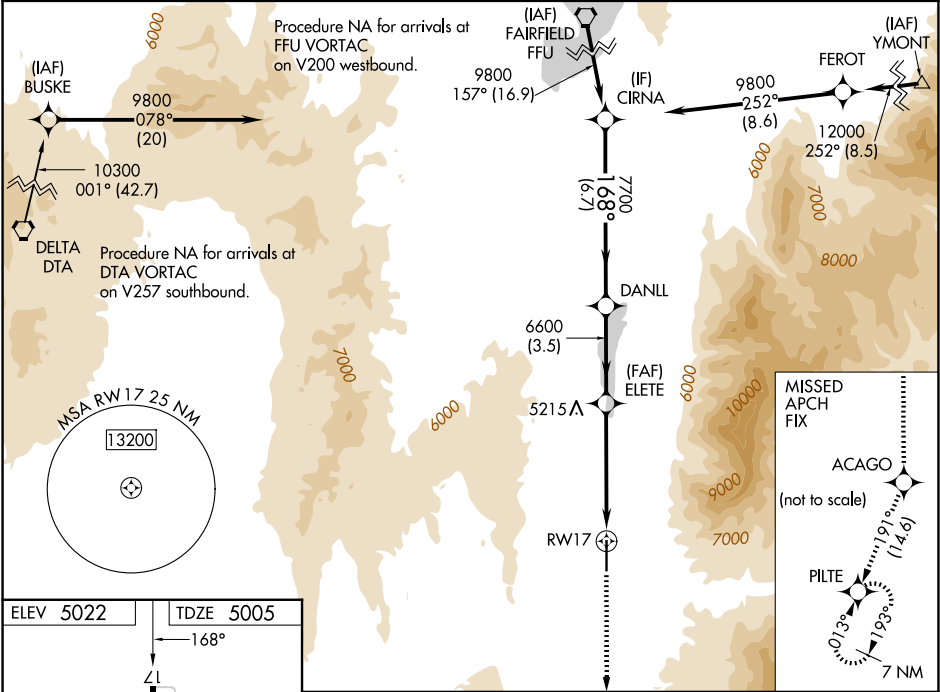 6000
Procedure NA for arrivals at
FFU VORTAC
on V200 westbound.
(IAF)
FAIRFIELD
FFU
9800
157° (16.9)
(IF)
CIRNA
(IAF)
YMONT
FEROT
9800
252°
(8.6)
12000
252° (8.5)
(IAF)
BUSKE
9800
078°
(20)
10300
001° (42.7)
DELTA
DTA
Procedure NA for arrivals at
DTA VORTAC
on V257 southbound.
7700
168°
(6.7)
6000
7000
8000
DANLL
6600
(3.5)
(FAF)
ELETE
5215
7000
6000
6000
10000
9000
7000
MSA RW17 25 NM
13200
RW17
MISSED
APCH
FIX
ACAGO
(not to scale)
191°
(14.6)
PILTE
013°
193°
7 NM
ELEV 5022
TDZE 5005
168°
17